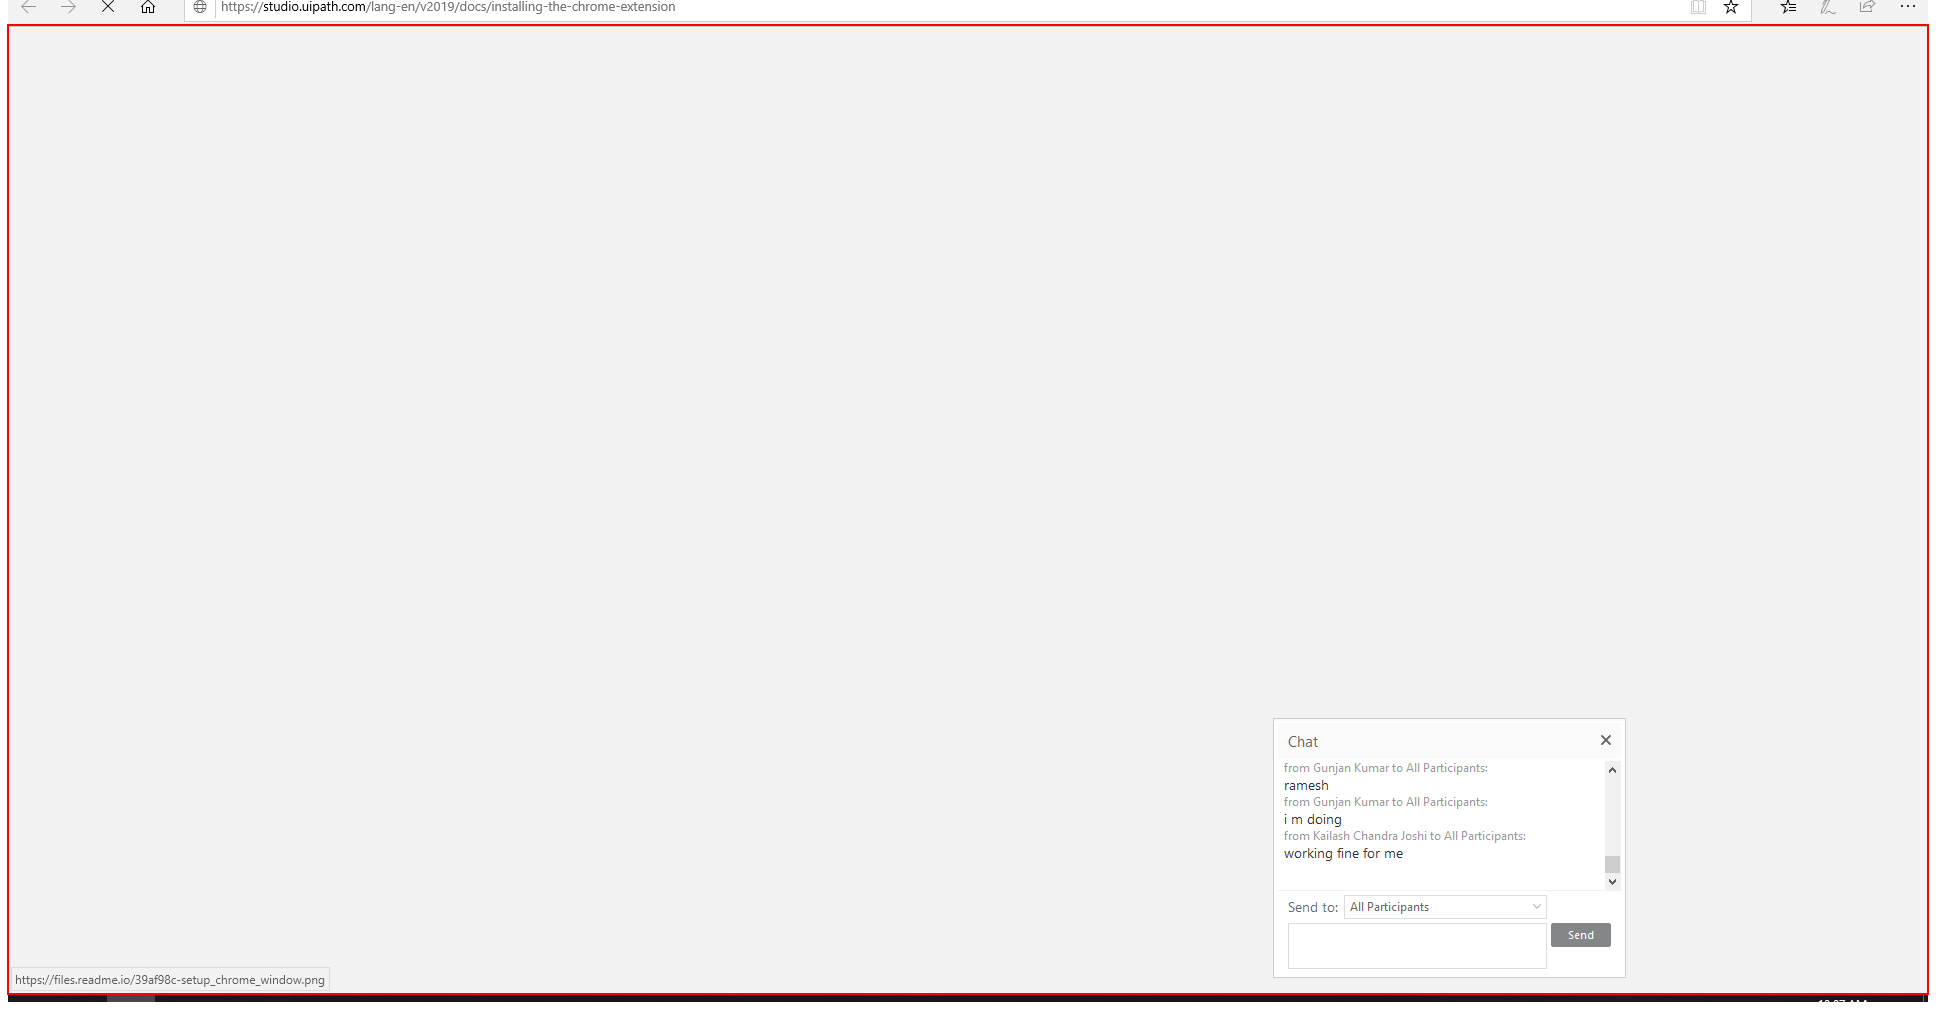 https://studio.uipath.com/lang-en/v2019/docs/installing-the-chrome-extension
Chat
from Gunjan Kumar to All Participants:
ramesh
from Gunjan Kumar to All Participants:
i m doing
from Kailash Chandra Joshi to All Participants:
working fine for me
Send to: All Participants
Send
https://files.readme.io/39af98c-setup_chrome_window.png